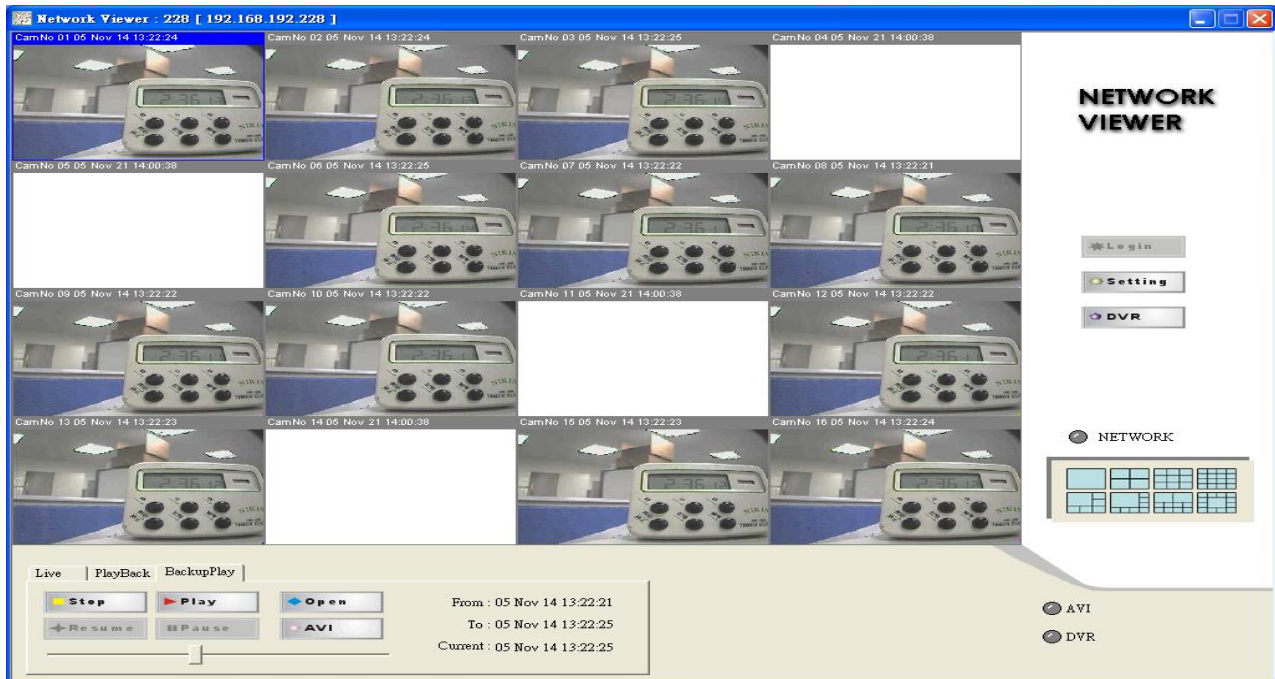 Network Viewer : 228 [ 192.168.192.228 ]
CamNo 01 05 Nov 14 13:22:24
CamNo 02 05 Nov 14 13:22:24
CamNo 03 05 Nov 14 13:22:25
CamNo 04 05 Nov 21 14:00:38
CamNo 05 05 Nov 21 14:00:38
CamNo 06 05 Nov 14 13:22:25
CamNo 07 05 Nov 14 13:22:22
CamNo 08 05 Nov 14 13:22:21
CamNo 09 05 Nov 14 13:22:22
CamNo 10 05 Nov 14 13:22:22
CamNo 11 05 Nov 21 14:00:38
CamNo 12 05 Nov 14 13:22:22
CamNo 13 05 Nov 14 13:22:23
CamNo 14 05 Nov 21 14:00:38
CamNo 15 05 Nov 14 13:22:23
CamNo 16 05 Nov 14 13:22:24
NETWORK
VIEWER
Login
Setting
DVR
NETWORK
Live PlayBack BackupPlay
Stop Play Open
Resume Pause AVI
From : 05 Nov 14 13:22:21
To : 05 Nov 14 13:22:25
Current : 05 Nov 14 13:22:25
AVI
DVR